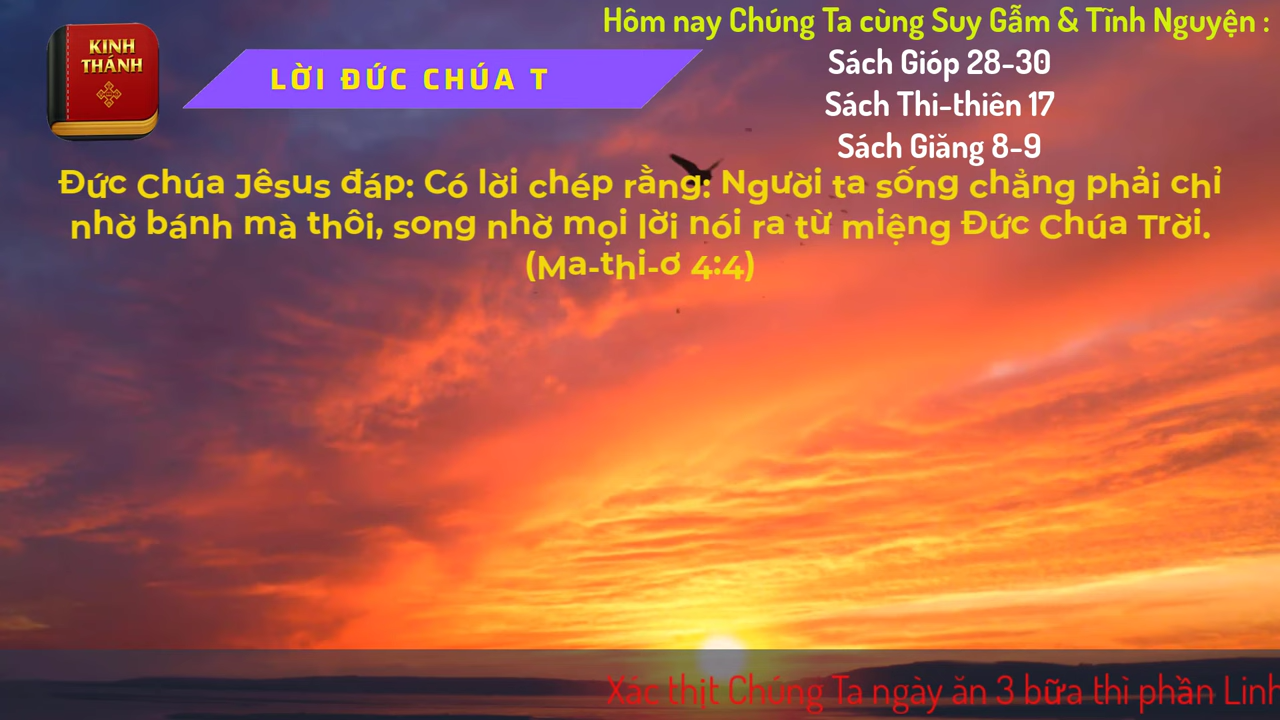 Hôm nay Chúng Ta cùng Suy Gẫm & Tĩnh Nguyện :
KINH
THÁNH
LỜI ĐỨC CHÚA T
Sách Gióp 28-30
Sách Thi-thiên 17
Sách Giăng 8-9
Đức Chúa Jêsus đáp: Có lời chép rằng: Người ta sống chẳng phải chỉ
nhờ bánh mà thôi, song nhờ mọi lời nói ra từ miệng Đức Chúa Trời.
(Ma-thi-ơ 4:4)
Xác thịt Chúng Ta ngày ăn 3 bữa thì phần Linh